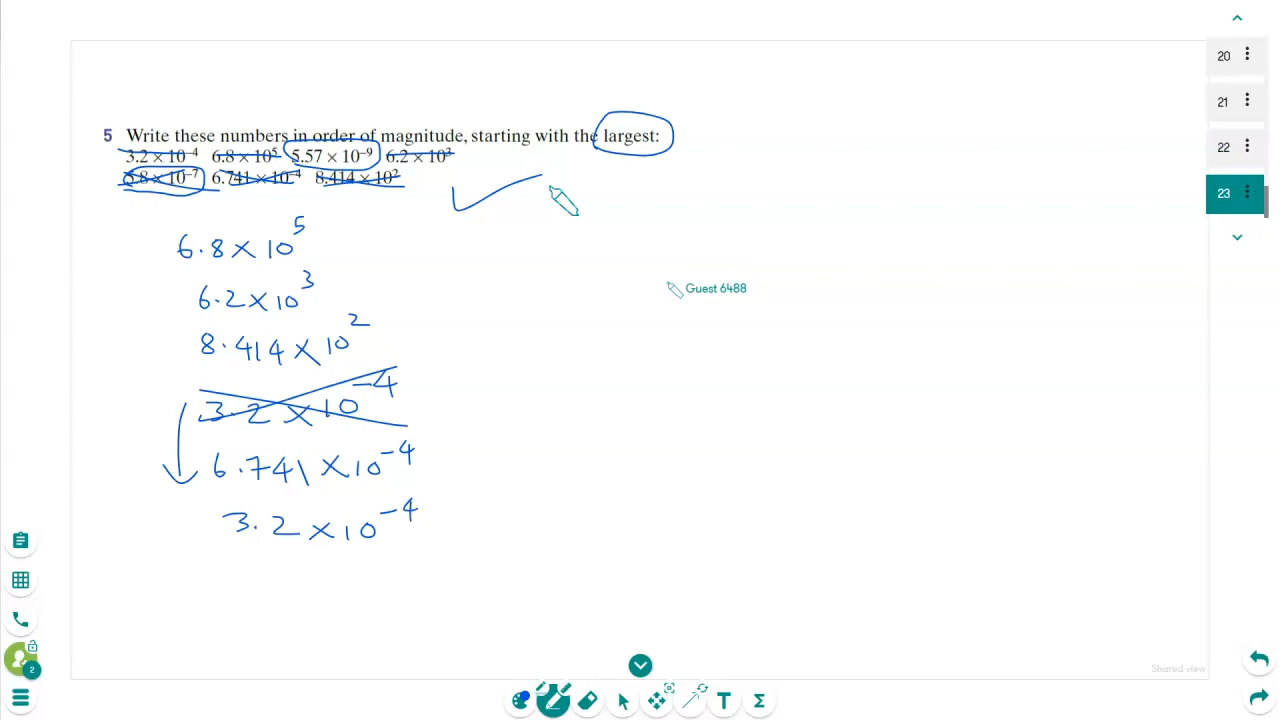 5 Write these numbers in order of magnitude, starting with the largest:
3.2 × 10⁻⁴ 6.8 × 10⁵ 5.57 × 10⁻⁹ 6.2 × 10³
5.8 × 10⁻⁷ 6.741 × 10⁻⁴ 8.414 × 10²
6.8 × 10⁵
6.2 × 10³
8.414 × 10²
3.2 × 10⁻⁴
6.741 × 10⁻⁴
3.2 × 10⁻⁴
Guest 6488
20
21
22
23
2
Shared view
T
Σ